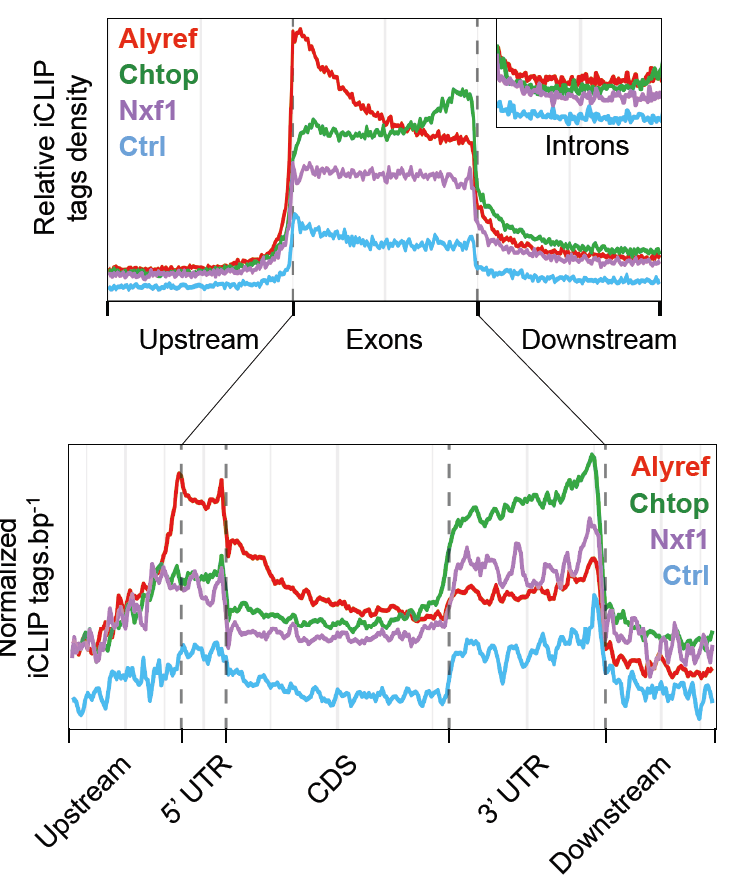 Alyref
Chtop
Nxf1
Ctrl
Relative iCLIP
tags density
Introns
Upstream
Exons
Downstream
Alyref
Chtop
Nxf1
Ctrl
Normalized
iCLIP tags.bp-1
Upstream
5' UTR
CDS
3' UTR
Downstream